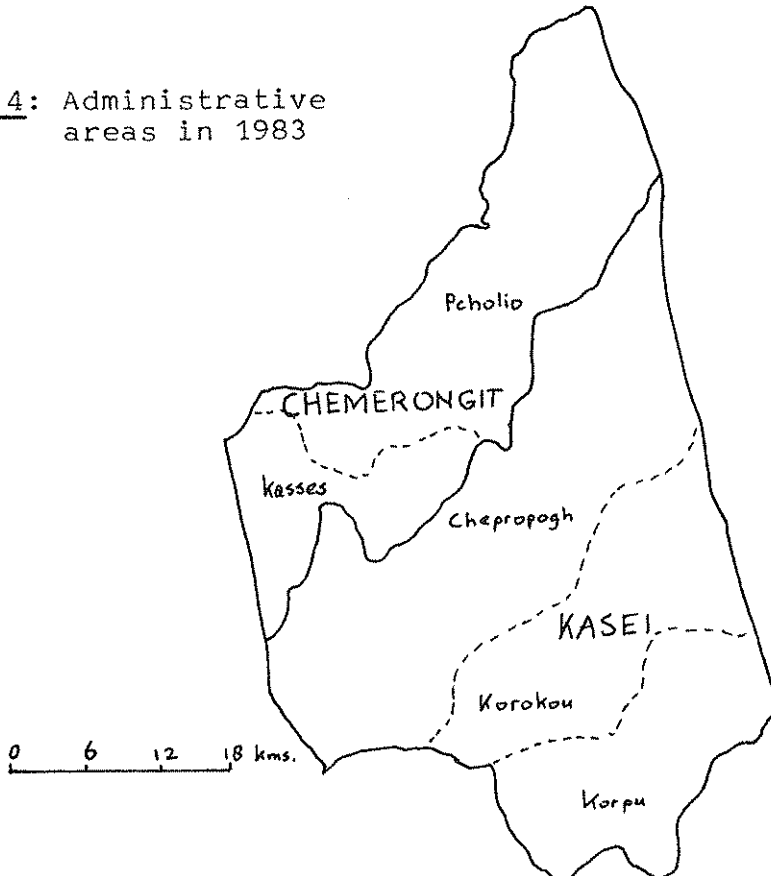 4: Administrative
areas in 1983
Pcholio
CHEMERONGIT
Kasses
Chepropogh
KASEI
Korokou
0 6 12 18 kms.
Korpu